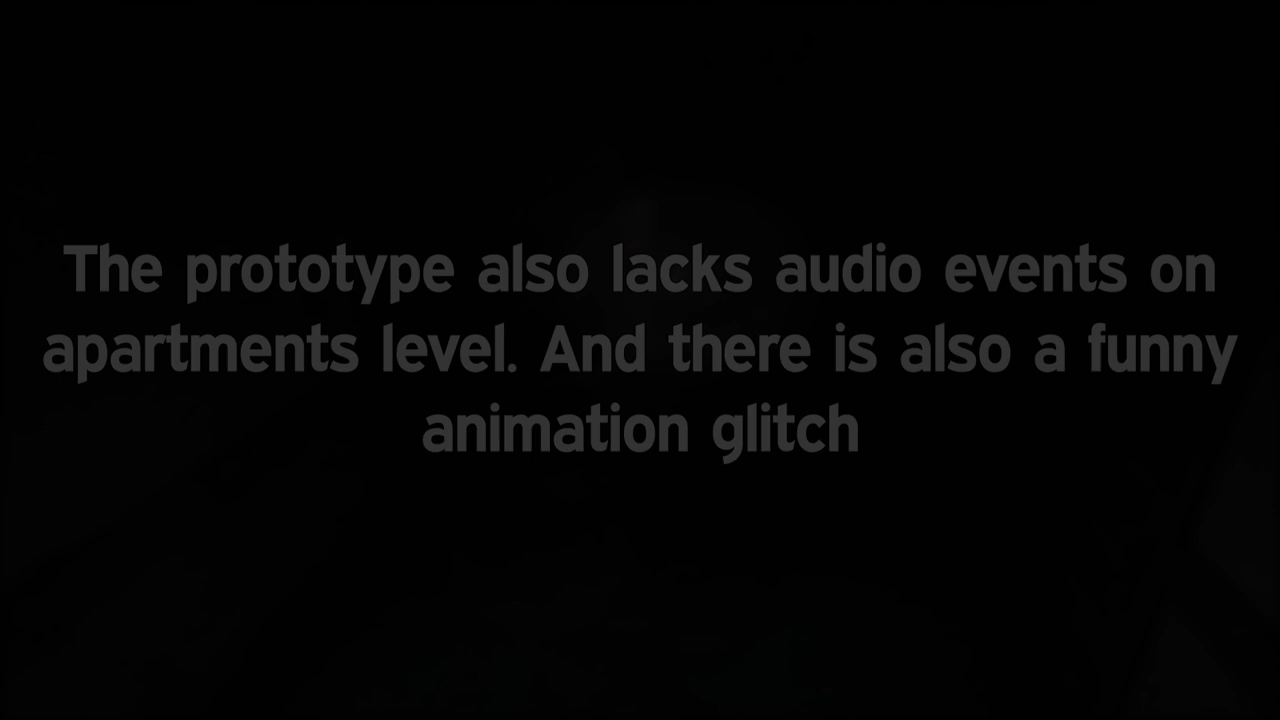 The prototype also lacks audio events on
apartments level. And there is also a funny
animation glitch